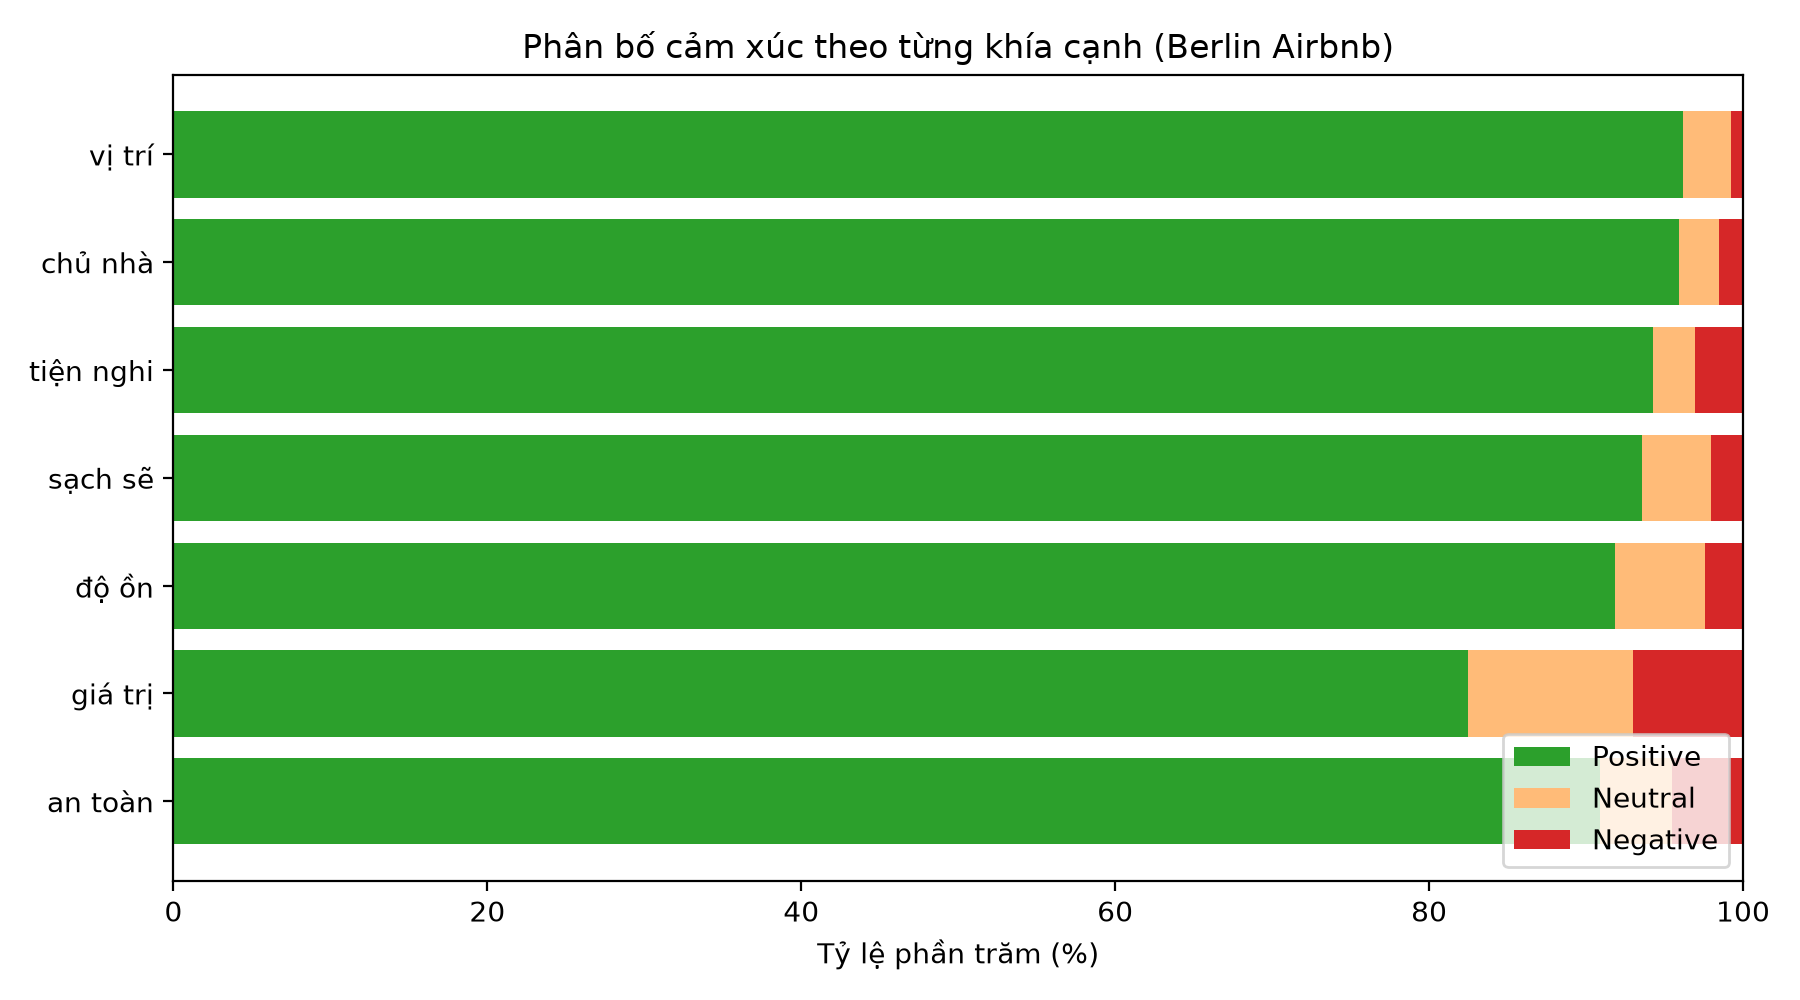 Phân bố cảm xúc theo từng khía cạnh (Berlin Airbnb)
vị trí
chủ nhà
tiện nghi
sạch sẽ
độ ồn
giá trị
an toàn
Positive
Neutral
Negative
0 20 40 60 80 100
Tỷ lệ phần trăm (%)